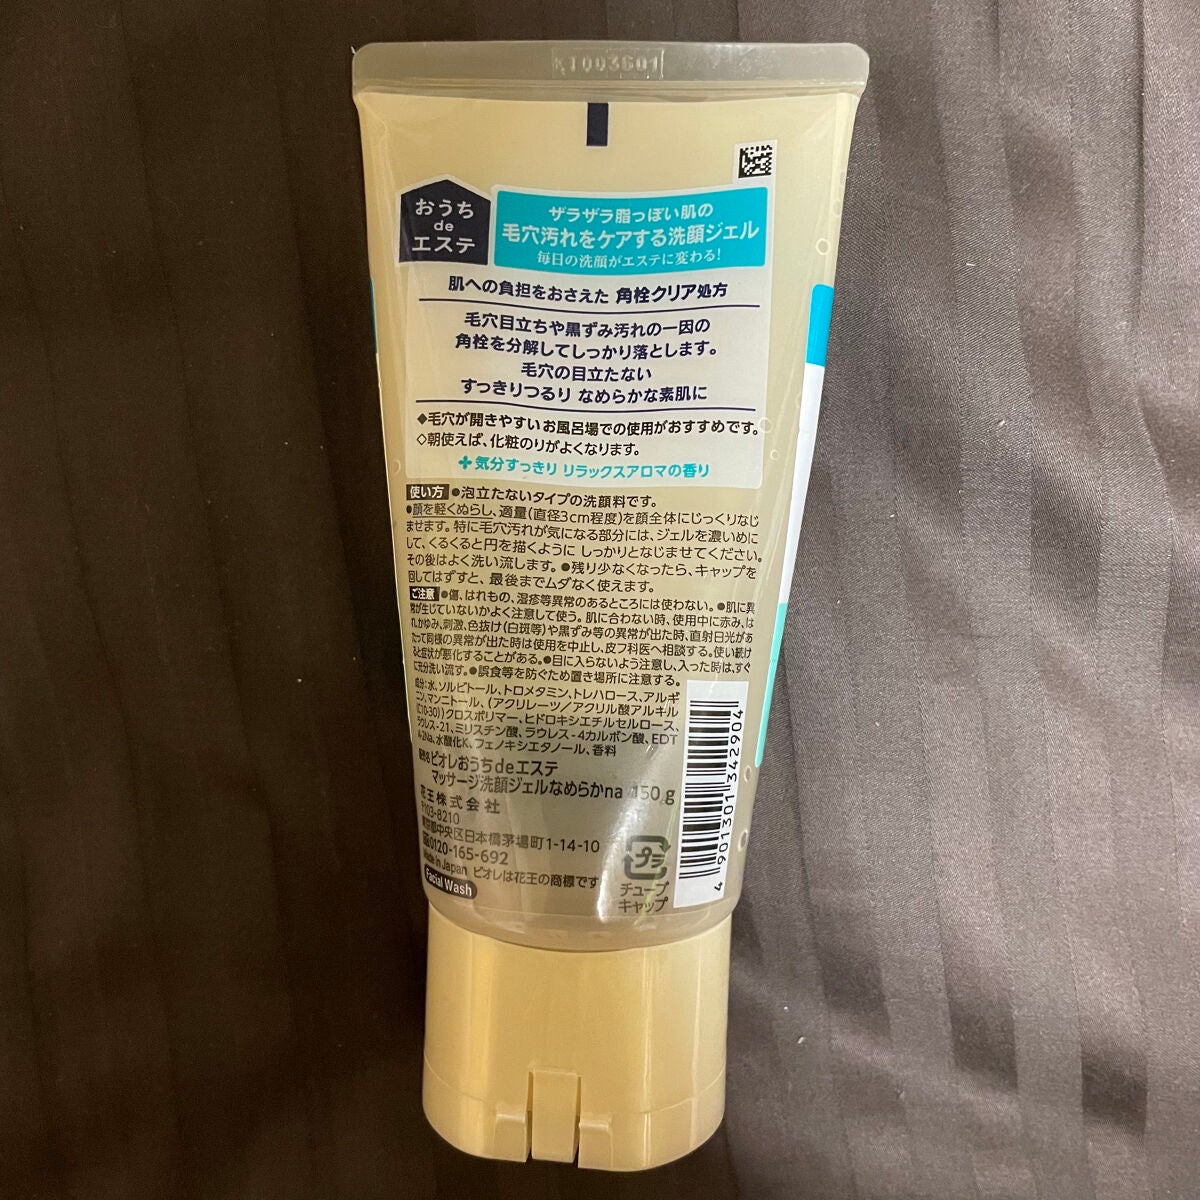 KT003601
おうち
de
エステ
ザラザラ脂っぽい肌の
毛穴汚れをケアする洗顔ジェル
毎日の洗顔がエステに変わる!
肌への負担をおさえた 角栓クリア処方
毛穴目立ちや黒ずみ汚れの一因の
角栓を分解してしっかり落とします。
毛穴の目立たない
すっきりつるり なめらかな素肌に
◆毛穴が開きやすいお風呂場での使用がおすすめです。
◇朝使えば、化粧のりがよくなります。
+気分すっきり リラックスアロマの香り
使い方 ●泡立たないタイプの洗顔料です。
●顔を軽くぬらし、適量(直径3cm程度)を顔全体にじっくりなじ
ませます。特に毛穴汚れが気になる部分には、ジェルを濃いめに
して、くるくると円を描くように しっかりとなじませてください。
その後はよく洗い流します。●残り少なくなったら、キャップを
回してはずすと、最後までムダなく使えます。
ご注意 ●傷、はれもの、湿疹等異常のあるところには使わない。●肌に異
常が生じていないかよく注意して使う。肌に合わない時、使用中に赤み、は
れ、かゆみ、刺激、色抜け(白斑等)や黒ずみ等の異常が出た時、直射日光があ
たって同様の異常が出た時は使用を中止し、皮フ科医へ相談する。使い続け
ると症状が悪化することがある。●目に入らないよう注意し、入った時は、すぐ
に充分洗い流す。●誤食等を防ぐため置き場所に注意する。
成分:水、ソルビトール、トロメタミン、トレハロース、アルギ
ニン、マンニトール、(アクリレーツ/アクリル酸アルキル
(C10-30))クロスポリマー、ヒドロキシエチルセルロース、
ラウレス-21、ミリスチン酸、ラウレス-4カルボン酸、EDT
A-2Na、水酸化K、フェノキシエタノール、香料
ビオレおうちdeエステ
マッサージ洗顔ジェルなめらかna 150g
花王株式会社
〒103-8210
東京都中央区日本橋茅場町1-14-10
0120-165-692
Made in Japan ビオレは花王の商標です
Facial Wash
プラ
チューブ
キャップ
4 901301 342904